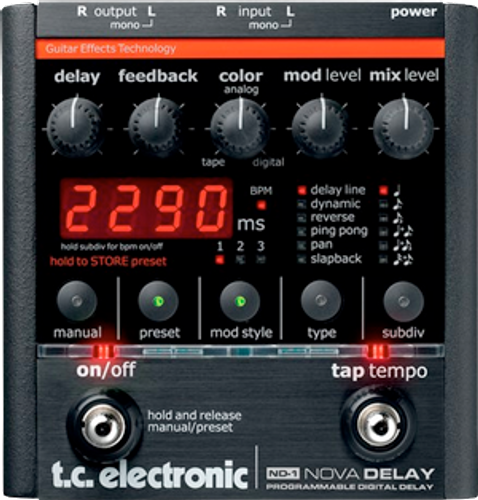 R output L R input L power
mono mono
Guitar Effects Technology
delay feedback color mod level mix level
analog
tape digital
2290 ms
BPM
hold subdiv for bpm on/off
hold to STORE preset
1 2 3
delay line
dynamic
reverse
ping pong
pan
slapback
manual preset mod style type subdiv
on/off tap tempo
hold and release
manual/preset
t.c. electronic ND-1 NOVA DELAY
PROGRAMMABLE DIGITAL DELAY